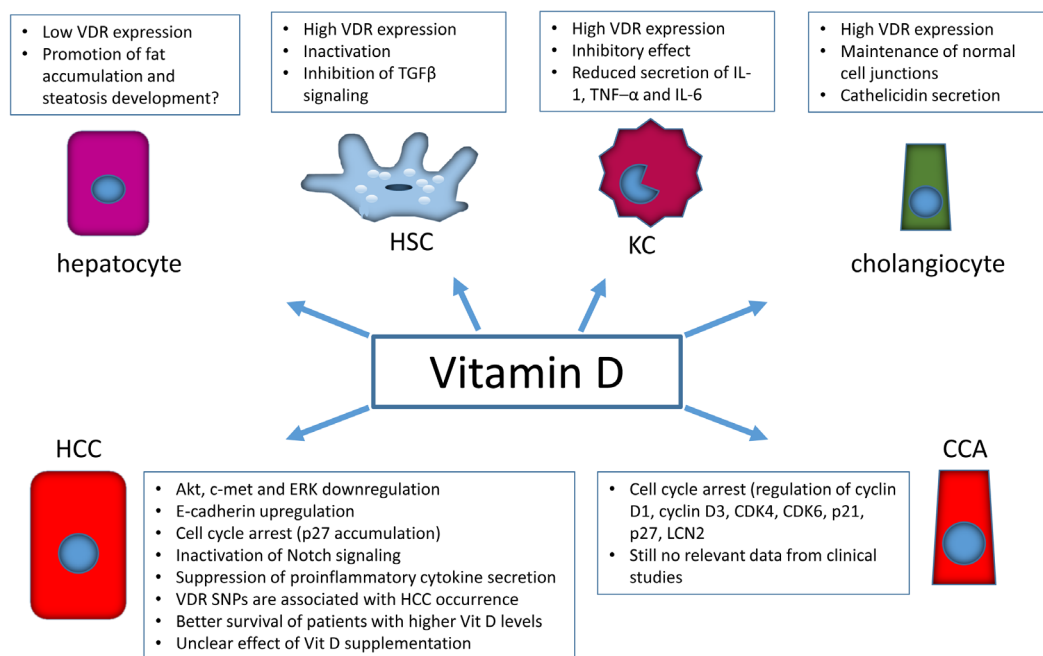 • Low VDR expression
• Promotion of fat
accumulation and
steatosis development?
• High VDR expression
• Inactivation
• Inhibition of TGFβ
signaling
• High VDR expression
• Inhibitory effect
• Reduced secretion of IL-
1, TNF–α and IL-6
• High VDR expression
• Maintenance of normal
cell junctions
• Cathelicidin secretion
hepatocyte
HSC
KC
cholangiocyte
Vitamin D
HCC
• Akt, c-met and ERK downregulation
• E-cadherin upregulation
• Cell cycle arrest (p27 accumulation)
• Inactivation of Notch signaling
• Suppression of proinflammatory cytokine secretion
• VDR SNPs are associated with HCC occurrence
• Better survival of patients with higher Vit D levels
• Unclear effect of Vit D supplementation
CCA
• Cell cycle arrest (regulation of cyclin
D1, cyclin D3, CDK4, CDK6, p21,
p27, LCN2
• Still no relevant data from clinical
studies